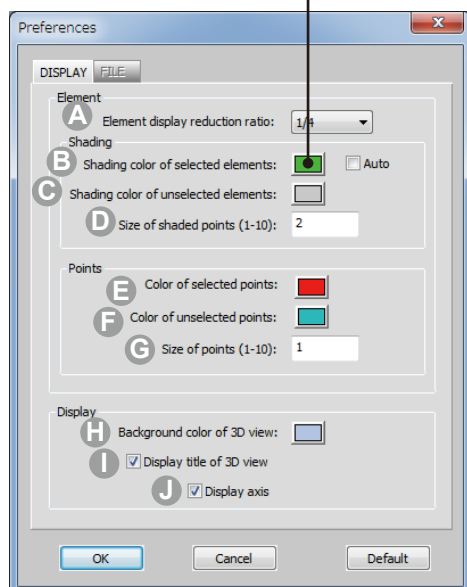 Preferences
x
DISPLAY FILE
Element
A Element display reduction ratio: 1/4
Shading
B Shading color of selected elements: Auto
C Shading color of unselected elements:
D Size of shaded points (1-10): 2
Points
E Color of selected points:
F Color of unselected points:
G Size of points (1-10): 1
Display
H Background color of 3D view:
I Display title of 3D view
J Display axis
OK Cancel Default